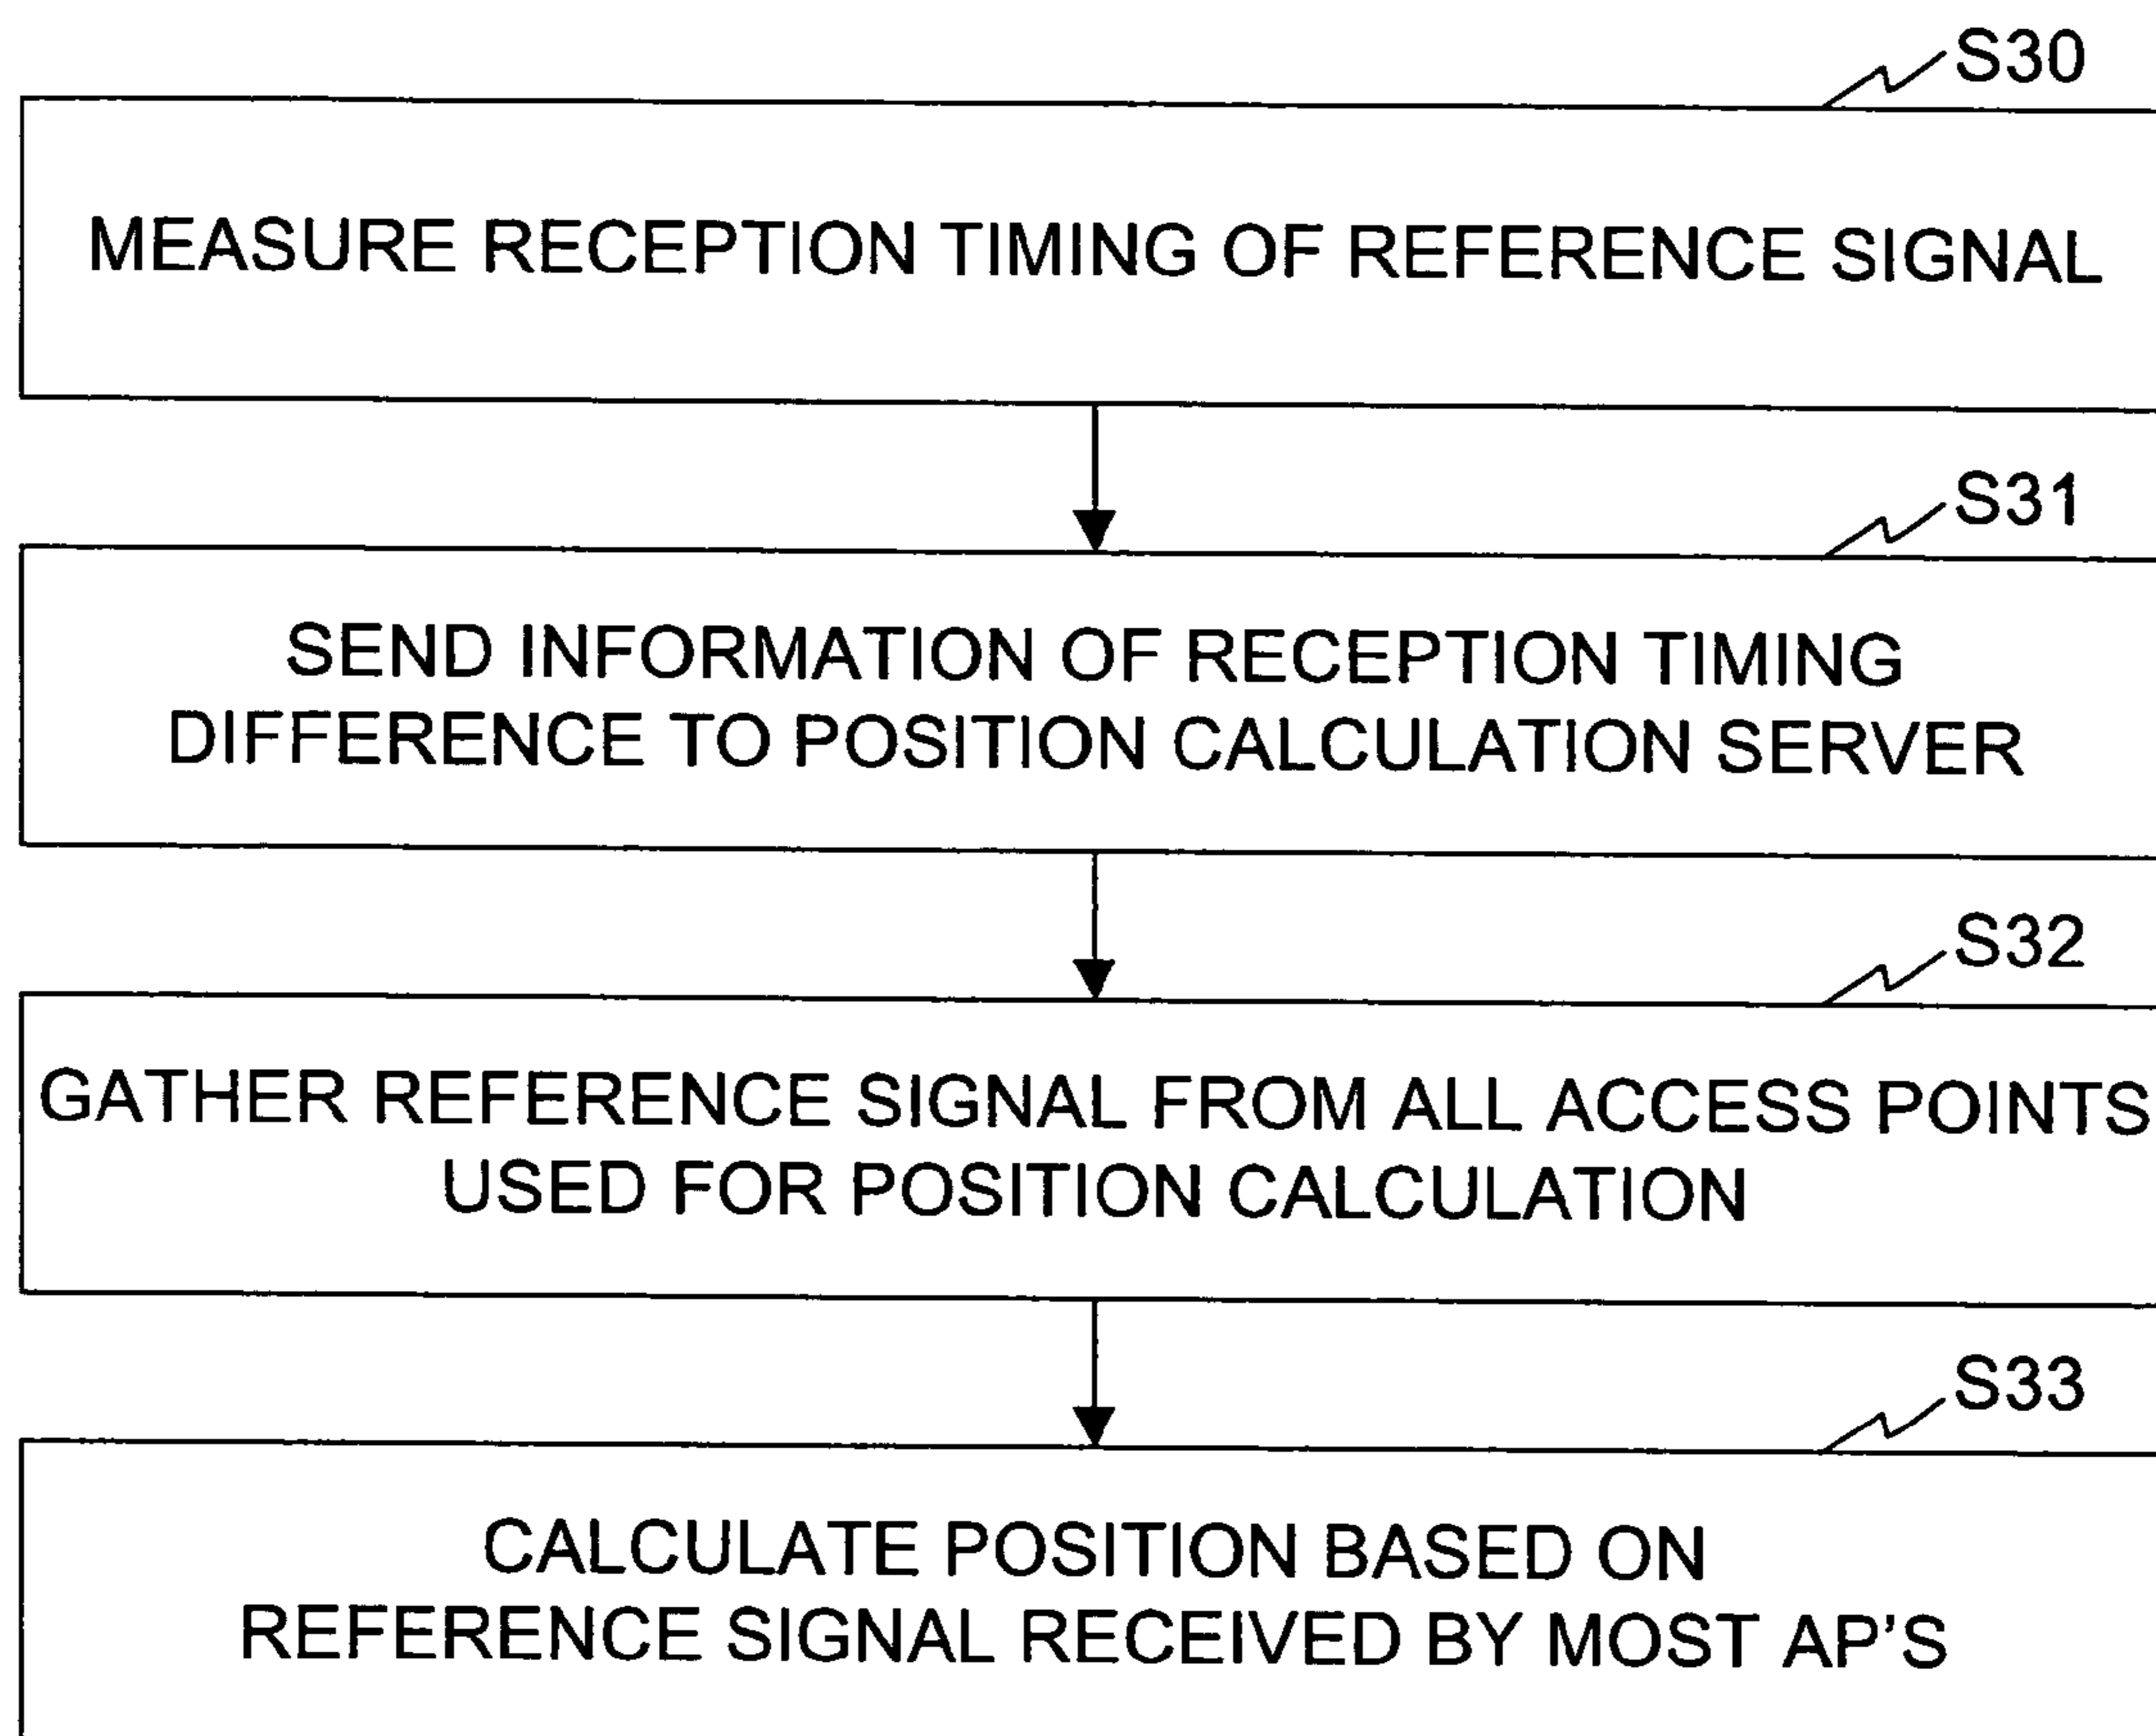 S30
MEASURE RECEPTION TIMING OF REFERENCE SIGNAL
S31
SEND INFORMATION OF RECEPTION TIMING
DIFFERENCE TO POSITION CALCULATION SERVER
S32
GATHER REFERENCE SIGNAL FROM ALL ACCESS POINTS
USED FOR POSITION CALCULATION
S33
CALCULATE POSITION BASED ON
REFERENCE SIGNAL RECEIVED BY MOST AP'S